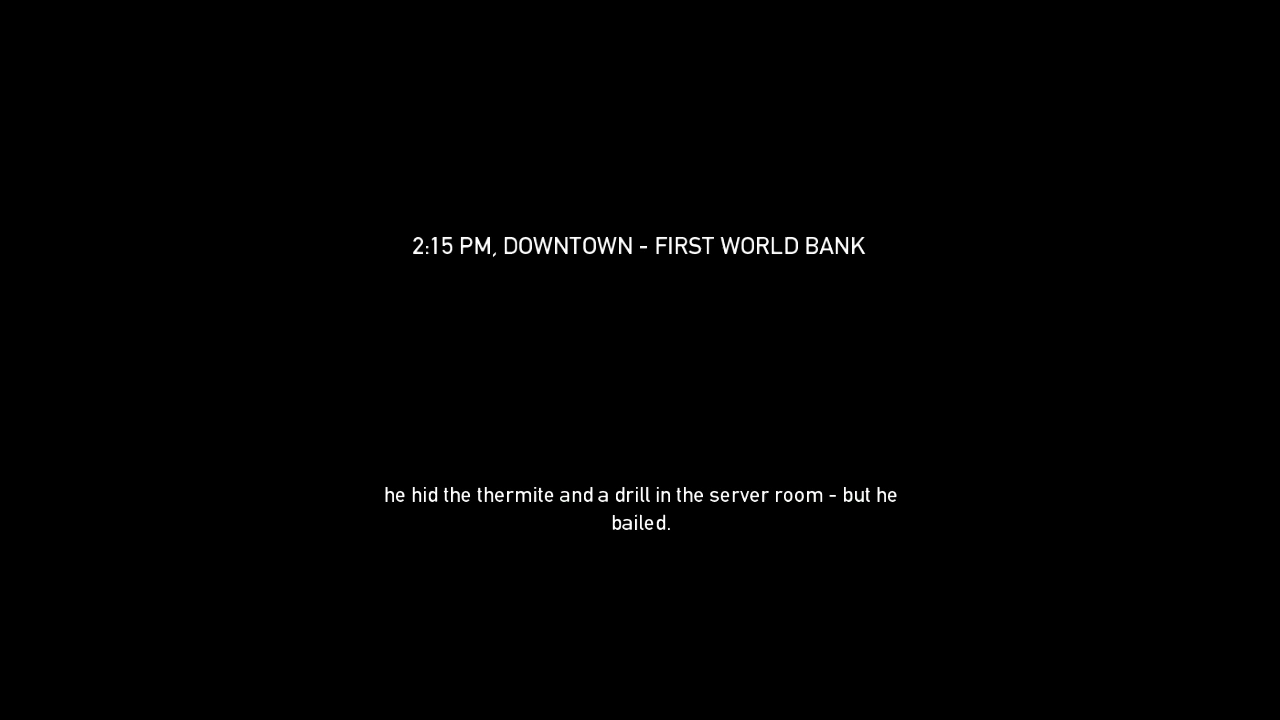 2:15 PM, DOWNTOWN - FIRST WORLD BANK
he hid the thermite and a drill in the server room - but he
bailed.